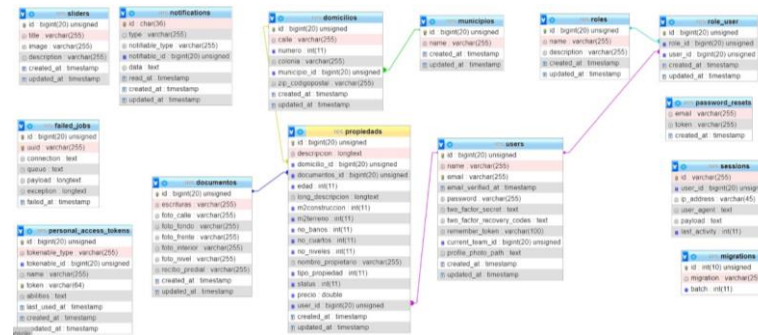 sliders
id : bigint(20) unsigned
title : varchar(255)
image : varchar(255)
description : varchar(255)
created_at : timestamp
updated_at : timestamp
notifications
id : char(36)
type : varchar(255)
notifiable_type : varchar(255)
notifiable_id : bigint(20) unsigned
data : text
read_at : timestamp
created_at : timestamp
updated_at : timestamp
domicilios
id : bigint(20) unsigned
calle : varchar(255)
numero : int(11)
colonia : varchar(255)
municipio_id : bigint(20) unsigned
zip_codigopostal : varchar(255)
created_at : timestamp
updated_at : timestamp
municipios
id : bigint(20) unsigned
name : varchar(255)
created_at : timestamp
updated_at : timestamp
roles
id : bigint(20) unsigned
name : varchar(255)
description : varchar(255)
created_at : timestamp
updated_at : timestamp
role_user
id : bigint(20) unsigned
role_id : bigint(20) unsigned
user_id : bigint(20) unsigned
created_at : timestamp
updated_at : timestamp
password_resets
email : varchar(255)
token : varchar(255)
created_at : timestamp
failed_jobs
id : bigint(20) unsigned
uuid : varchar(255)
connection : text
queue : text
payload : longtext
exception : longtext
failed_at : timestamp
propiedads
id : bigint(20) unsigned
descripcion : longtext
domicilio_id : bigint(20) unsigned
documentos_id : bigint(20) unsigned
edad : int(11)
long_descripcion : longtext
m2construccion : int(11)
m2terreno : int(11)
no_banos : int(11)
no_cuartos : int(11)
no_niveles : int(11)
nombre_propietario : varchar(255)
tipo_propiedad : int(11)
status : int(11)
precio : double
user_id : bigint(20) unsigned
created_at : timestamp
updated_at : timestamp
users
id : bigint(20) unsigned
name : varchar(255)
email : varchar(255)
email_verified_at : timestamp
password : varchar(255)
two_factor_secret : text
two_factor_recovery_codes : text
remember_token : varchar(100)
current_team_id : bigint(20) unsigned
profile_photo_path : text
created_at : timestamp
updated_at : timestamp
sessions
id : varchar(255)
user_id : bigint(20) unsigned
ip_address : varchar(45)
user_agent : text
payload : text
last_activity : int(11)
documentos
id : bigint(20) unsigned
escrituras : varchar(255)
foto_calle : varchar(255)
foto_fondo : varchar(255)
foto_frente : varchar(255)
foto_interior : varchar(255)
foto_nivel : varchar(255)
recibo_predial : varchar(255)
created_at : timestamp
updated_at : timestamp
personal_access_tokens
id : bigint(20) unsigned
tokenable_type : varchar(255)
tokenable_id : bigint(20) unsigned
name : varchar(255)
token : varchar(64)
abilities : text
last_used_at : timestamp
created_at : timestamp
updated_at : timestamp
migrations
id : int(10) unsigned
migration : varchar(255)
batch : int(11)